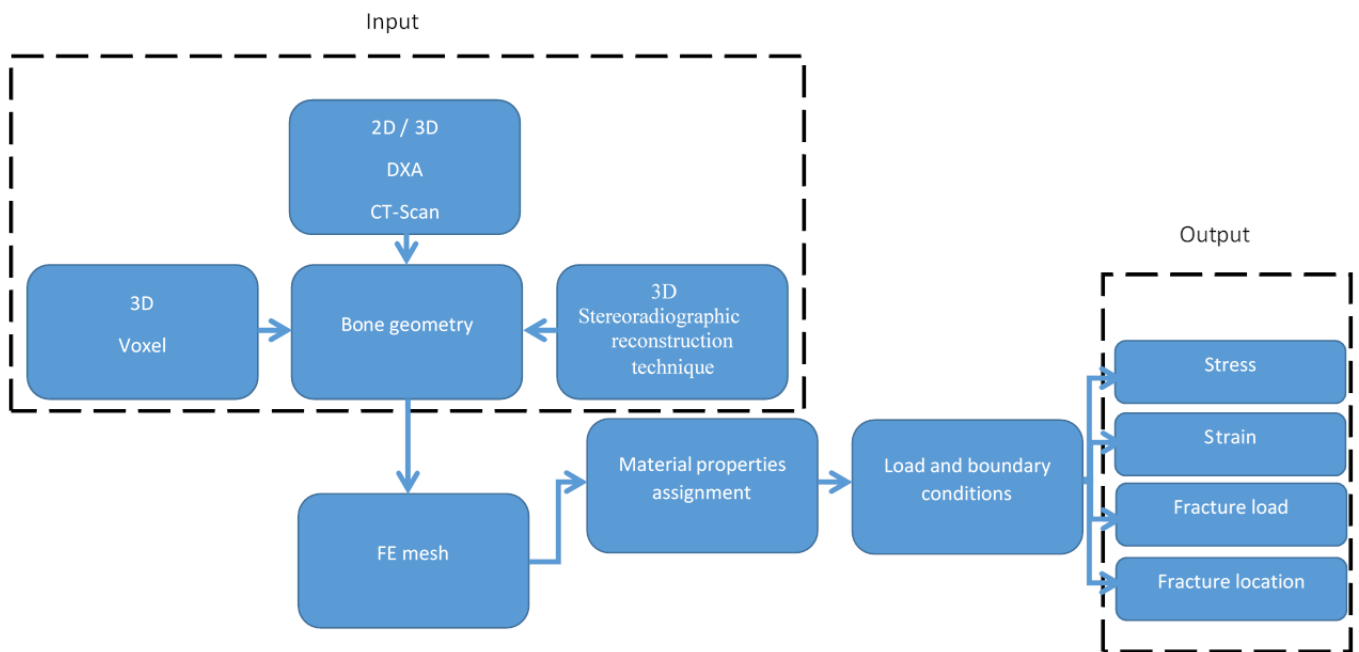 Input
2D / 3D
DXA
CT-Scan
3D
Voxel
Bone geometry
3D
Stereoradiographic
reconstruction
technique
FE mesh
Material properties
assignment
Load and boundary
conditions
Output
Stress
Strain
Fracture load
Fracture location